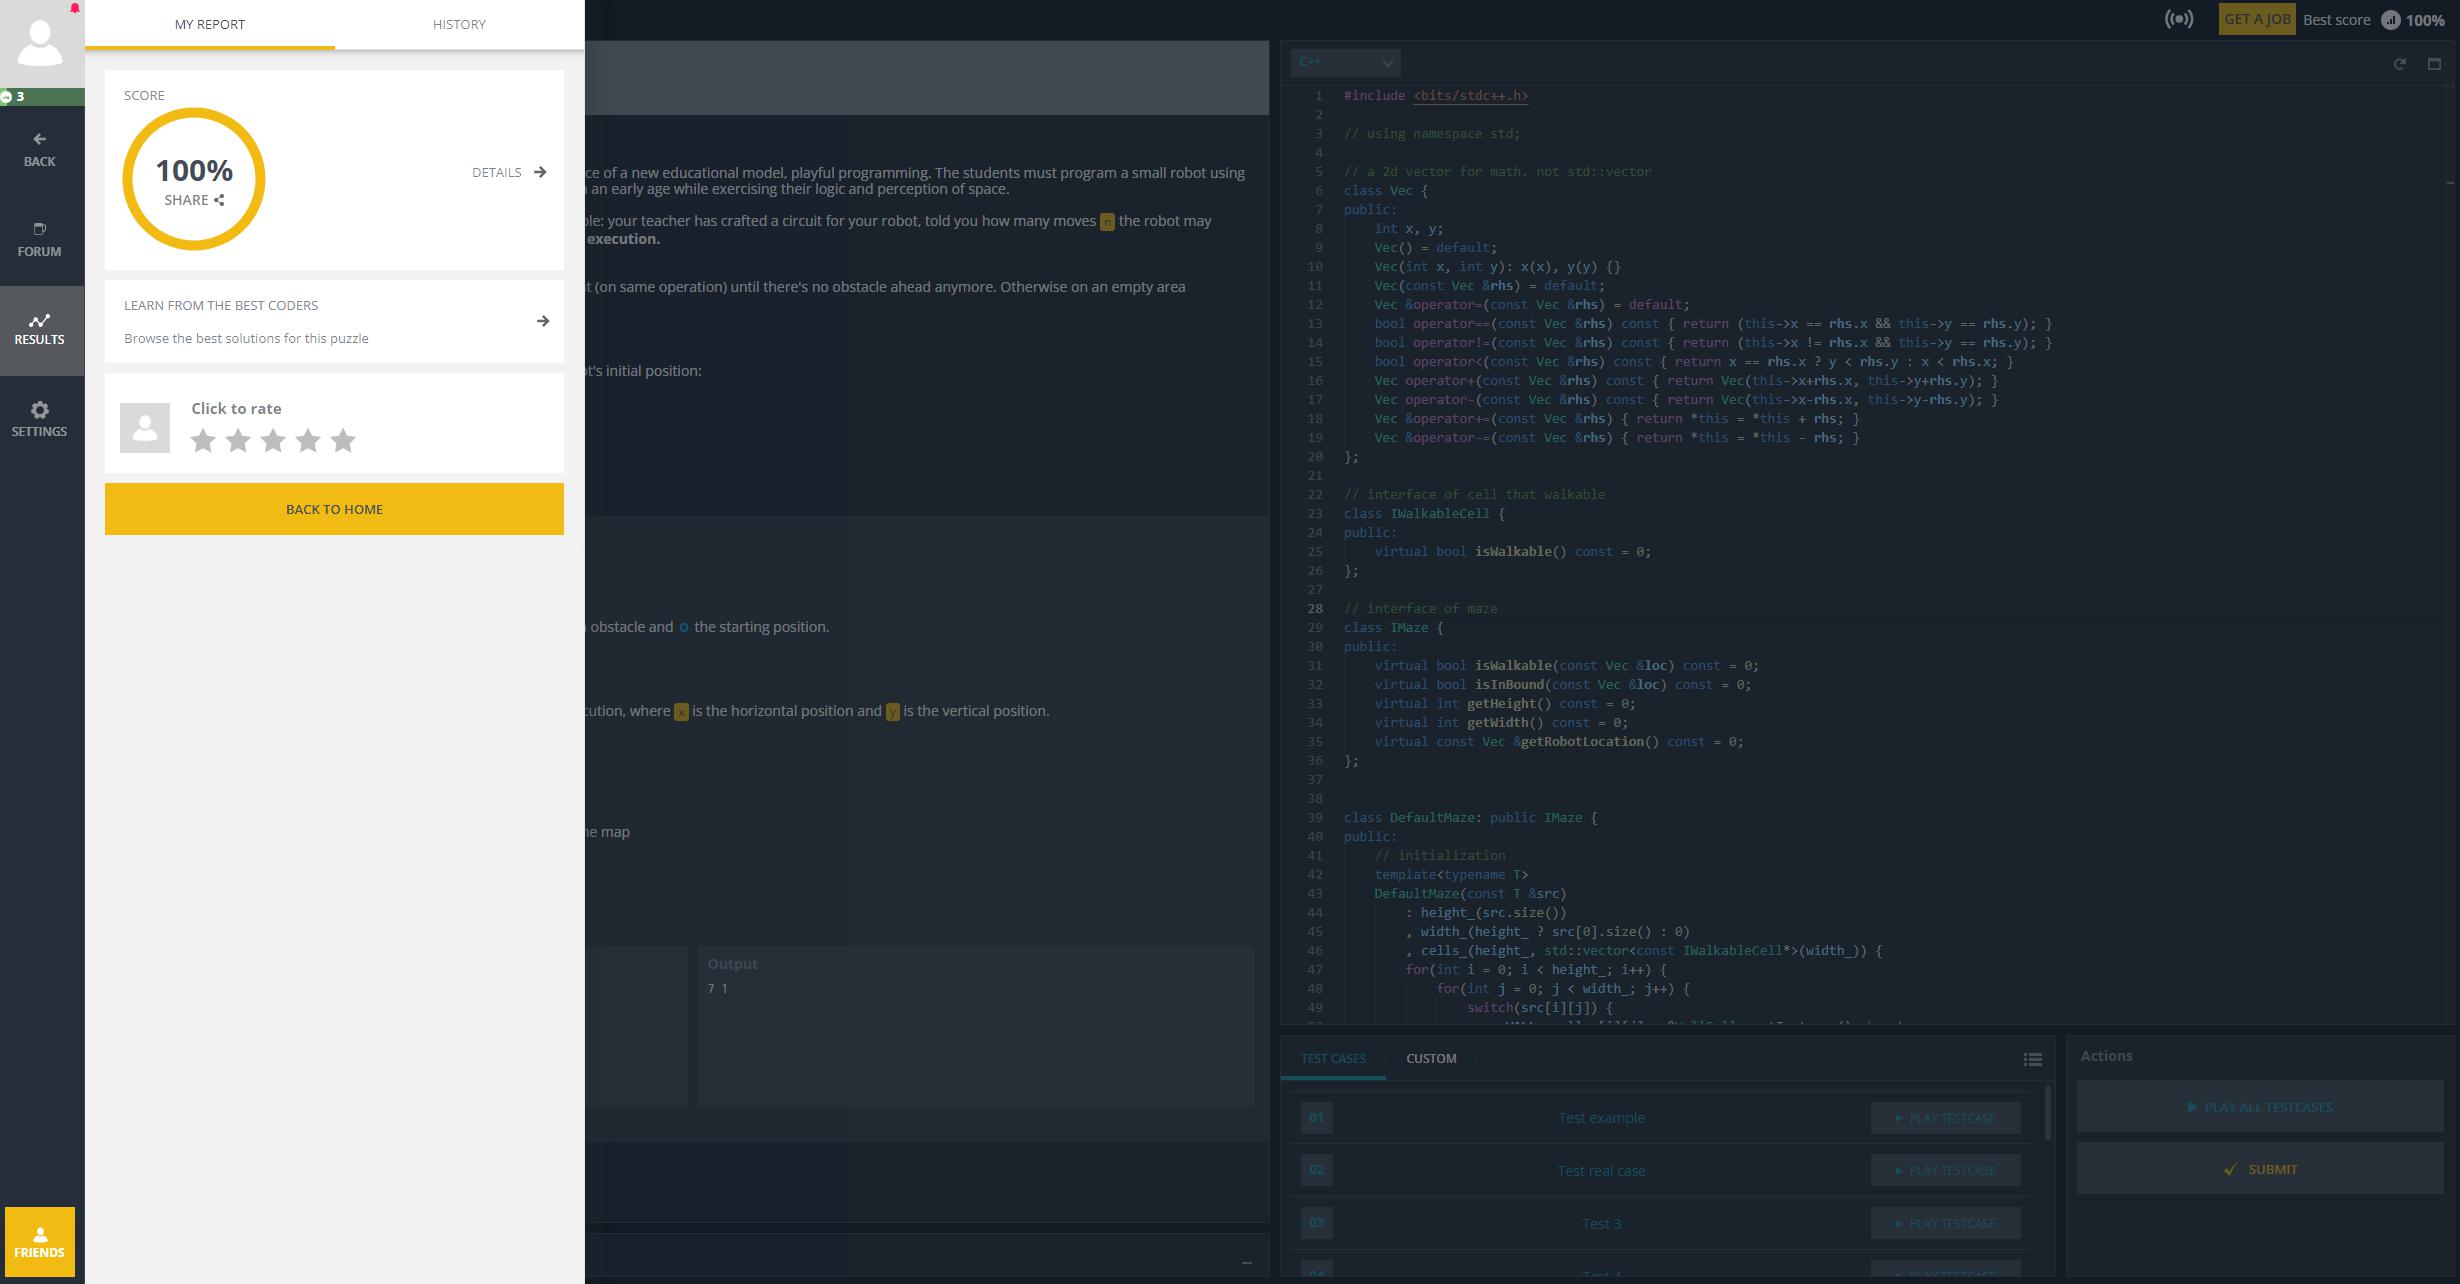 3
BACK
FORUM
RESULTS
SETTINGS
FRIENDS
MY REPORT
HISTORY
SCORE
100%
SHARE
DETAILS
LEARN FROM THE BEST CODERS
Browse the best solutions for this puzzle
Click to rate
BACK TO HOME
ce of a new educational model, playful programming. The students must program a small robot using
an early age while exercising their logic and perception of space.
ple: your teacher has crafted a circuit for your robot, told you how many moves n the robot may
execution.
t (on same operation) until there's no obstacle ahead anymore. Otherwise on an empty area
t's initial position:
obstacle and O the starting position.
cution, where x is the horizontal position and y is the vertical position.
he map
Output
7 1
GET A JOB
Best score
100%
C++
1 #include <bits/stdc++.h>
2
3 // using namespace std;
4
5 // a 2d vector for math. not std::vector
6 class Vec {
7 public:
8 int x, y;
9 Vec() = default;
10 Vec(int x, int y): x(x), y(y) {}
11 Vec(const Vec &rhs) = default;
12 Vec &operator=(const Vec &rhs) = default;
13 bool operator==(const Vec &rhs) const { return (this->x == rhs.x && this->y == rhs.y); }
14 bool operator!=(const Vec &rhs) const { return (this->x != rhs.x && this->y == rhs.y); }
15 bool operator<(const Vec &rhs) const { return x == rhs.x ? y < rhs.y : x < rhs.x; }
16 Vec operator+(const Vec &rhs) const { return Vec(this->x+rhs.x, this->y+rhs.y); }
17 Vec operator-(const Vec &rhs) const { return Vec(this->x-rhs.x, this->y-rhs.y); }
18 Vec &operator+=(const Vec &rhs) { return *this = *this + rhs; }
19 Vec &operator-=(const Vec &rhs) { return *this = *this - rhs; }
20 };
21
22 // interface of cell that walkable
23 class IWalkableCell {
24 public:
25 virtual bool isWalkable() const = 0;
26 };
27
28 // interface of maze
29 class IMaze {
30 public:
31 virtual bool isWalkable(const Vec &loc) const = 0;
32 virtual bool isInBound(const Vec &loc) const = 0;
33 virtual int getHeight() const = 0;
34 virtual int getWidth() const = 0;
35 virtual const Vec &getRobotLocation() const = 0;
36 };
37
38
39 class DefaultMaze: public IMaze {
40 public:
41 // initialization
42 template<typename T>
43 DefaultMaze(const T &src)
44 : height_(src.size())
45 , width_(height_ ? src[0].size() : 0)
46 , cells_(height_, std::vector<const IWalkableCell*>(width_)) {
47 for(int i = 0; i < height_; i++) {
48 for(int j = 0; j < width_; j++) {
49 switch(src[i][j]) {
TEST CASES
CUSTOM
01 Test example PLAY TESTCASE
02 Test real case PLAY TESTCASE
03 Test 3 PLAY TESTCASE
04 Test 4 PLAY TESTCASE
Actions
PLAY ALL TESTCASES
SUBMIT